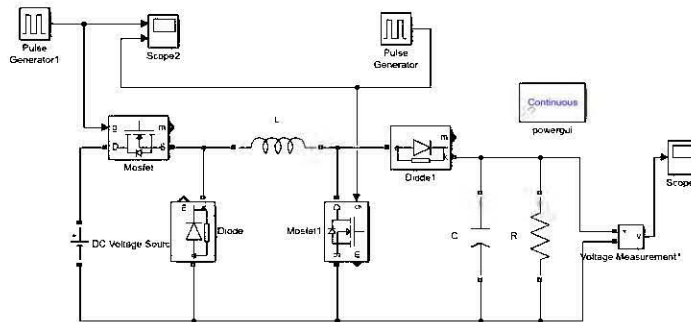 Pulse
Generator1
Scope2
Pulse
Generator
Continuous
powergui
g
m
D
S
Mosfet
L
m
k
Diode1
Scope
DC Voltage Sourc
Diode
Mosfet1
g
D
C
R
+
v
Voltage Measurement